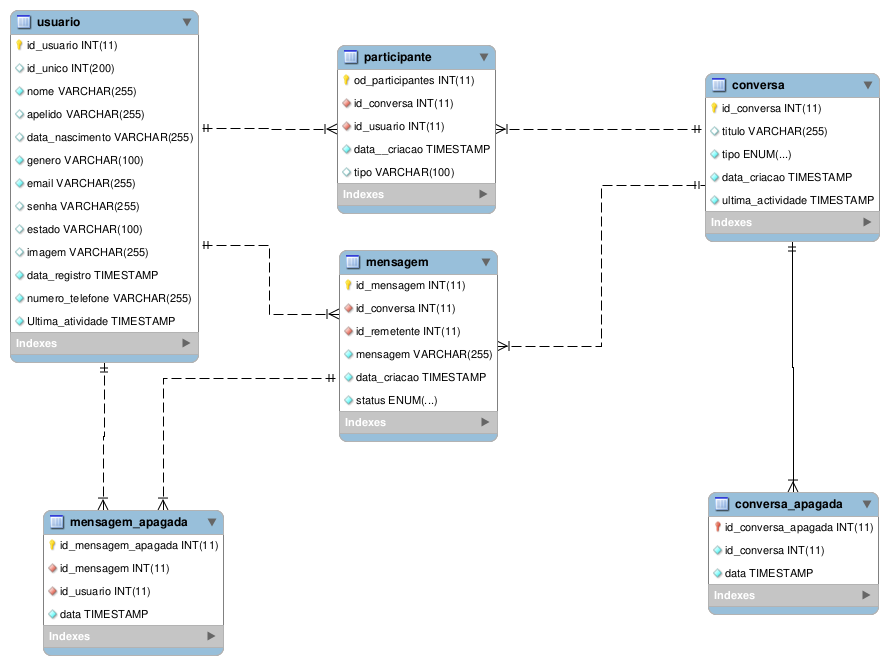 usuario
id_usuario INT(11)
id_unico INT(200)
nome VARCHAR(255)
apelido VARCHAR(255)
data_nascimento VARCHAR(255)
genero VARCHAR(100)
email VARCHAR(255)
senha VARCHAR(255)
estado VARCHAR(100)
imagem VARCHAR(255)
data_registro TIMESTAMP
numero_telefone VARCHAR(255)
Ultima_atividade TIMESTAMP
Indexes
participante
od_participantes INT(11)
id_conversa INT(11)
id_usuario INT(11)
data__criacao TIMESTAMP
tipo VARCHAR(100)
Indexes
conversa
id_conversa INT(11)
titulo VARCHAR(255)
tipo ENUM(...)
data_criacao TIMESTAMP
ultima_actividade TIMESTAMP
Indexes
mensagem
id_mensagem INT(11)
id_conversa INT(11)
id_remetente INT(11)
mensagem VARCHAR(255)
data_criacao TIMESTAMP
status ENUM(...)
Indexes
mensagem_apagada
id_mensagem_apagada INT(11)
id_mensagem INT(11)
id_usuario INT(11)
data TIMESTAMP
Indexes
conversa_apagada
id_conversa_apagada INT(11)
id_conversa INT(11)
data TIMESTAMP
Indexes